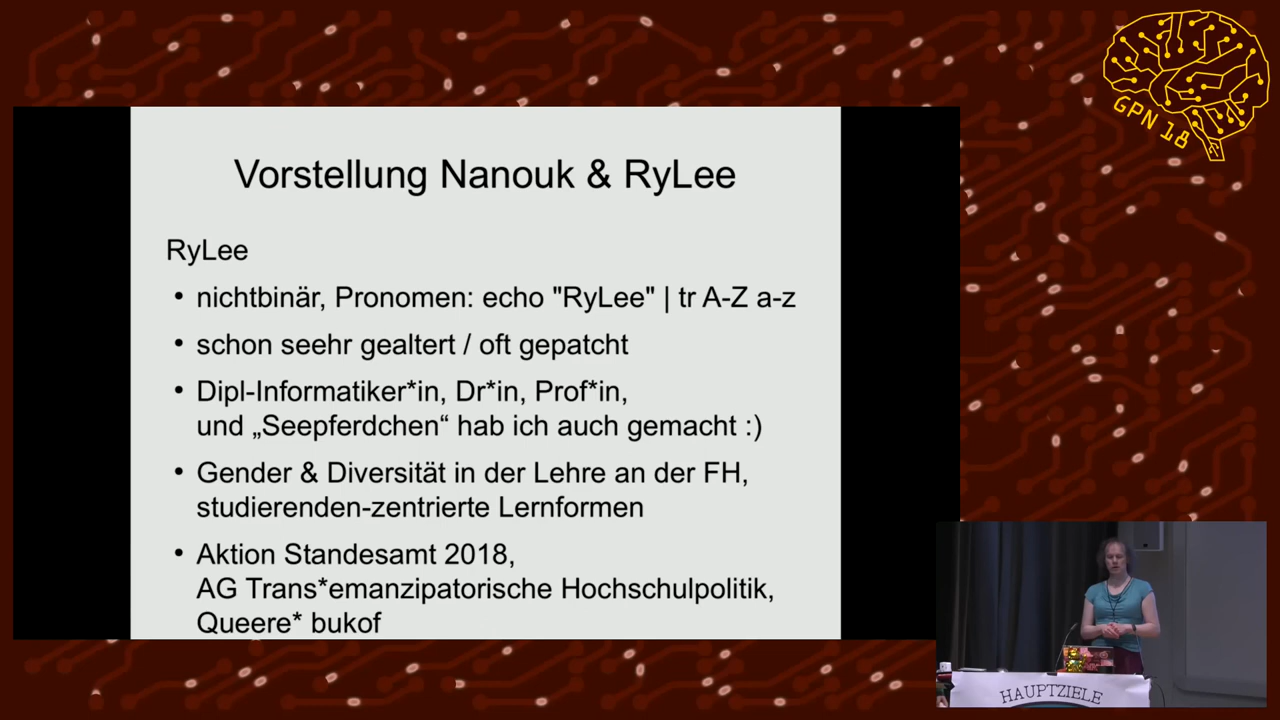 GPN 18
Vorstellung Nanouk & RyLee
RyLee
• nichtbinär, Pronomen: echo "RyLee" | tr A-Z a-z
• schon seehr gealtert / oft gepatcht
• Dipl-Informatiker*in, Dr*in, Prof*in,
und „Seepferdchen“ hab ich auch gemacht :)
• Gender & Diversität in der Lehre an der FH,
studierenden-zentrierte Lernformen
• Aktion Standesamt 2018,
AG Trans*emanzipatorische Hochschulpolitik,
Queere* bukof
HAUPTZIELE